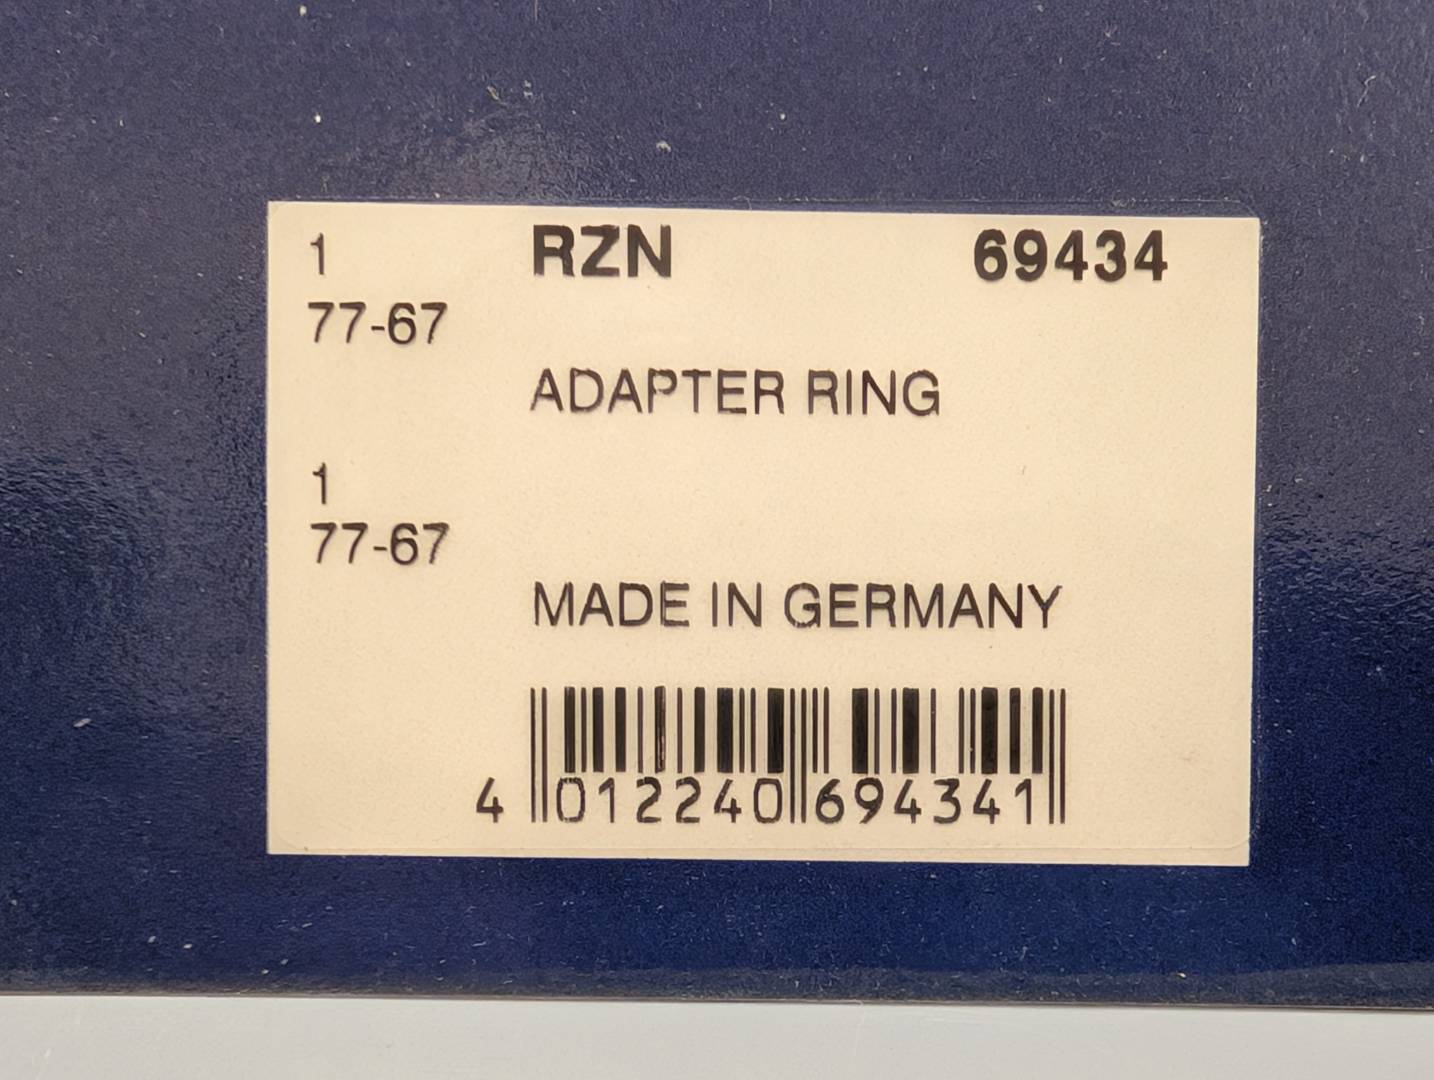 1 RZN 69434
77-67
ADAPTER RING
1
77-67
MADE IN GERMANY
4 012240 694341